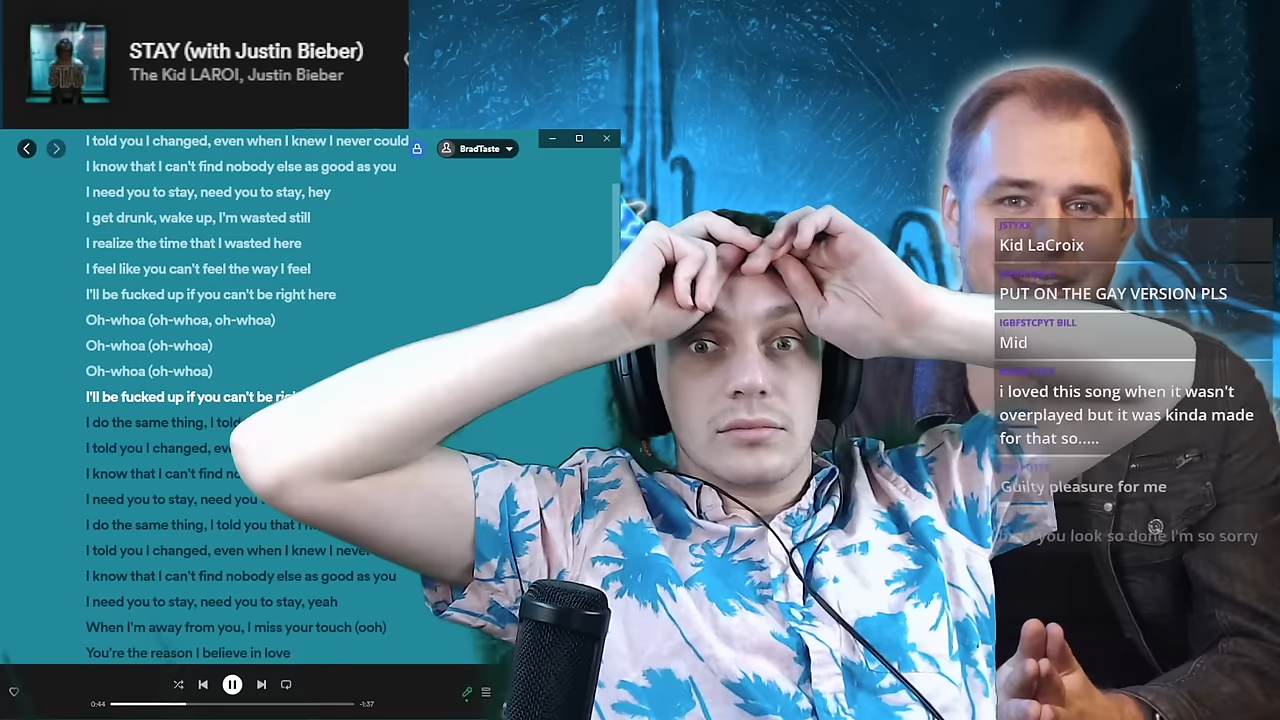 STAY (with Justin Bieber)
The Kid LAROI, Justin Bieber
STAY
BradTaste
I told you I changed, even when I knew I never could
I know that I can't find nobody else as good as you
I need you to stay, need you to stay, hey
I get drunk, wake up, I'm wasted still
I realize the time that I wasted here
I feel like you can't feel the way I feel
I'll be fucked up if you can't be right here
Oh-whoa (oh-whoa, oh-whoa)
Oh-whoa (oh-whoa)
Oh-whoa (oh-whoa)
I'll be fucked up if you can't be
I do the same thing, I told
I told you I changed,
I know that I can't find
I need you to stay, need you
I do the same thing, I told you that I
I told you I changed, even when I knew I
I know that I can't find nobody else as good as you
I need you to stay, need you to stay, yeah
When I'm away from you, I miss your touch (ooh)
You're the reason I believe in love
0:44
-1:37
JSTYXX
Kid LaCroix
PUT ON THE GAY VERSION PLS
IGBFSTCPYT BILL
Mid
i loved this song when it wasn't
overplayed but it was kinda made
for that so.....
Guilty pleasure for me
you look so done I'm so sorry